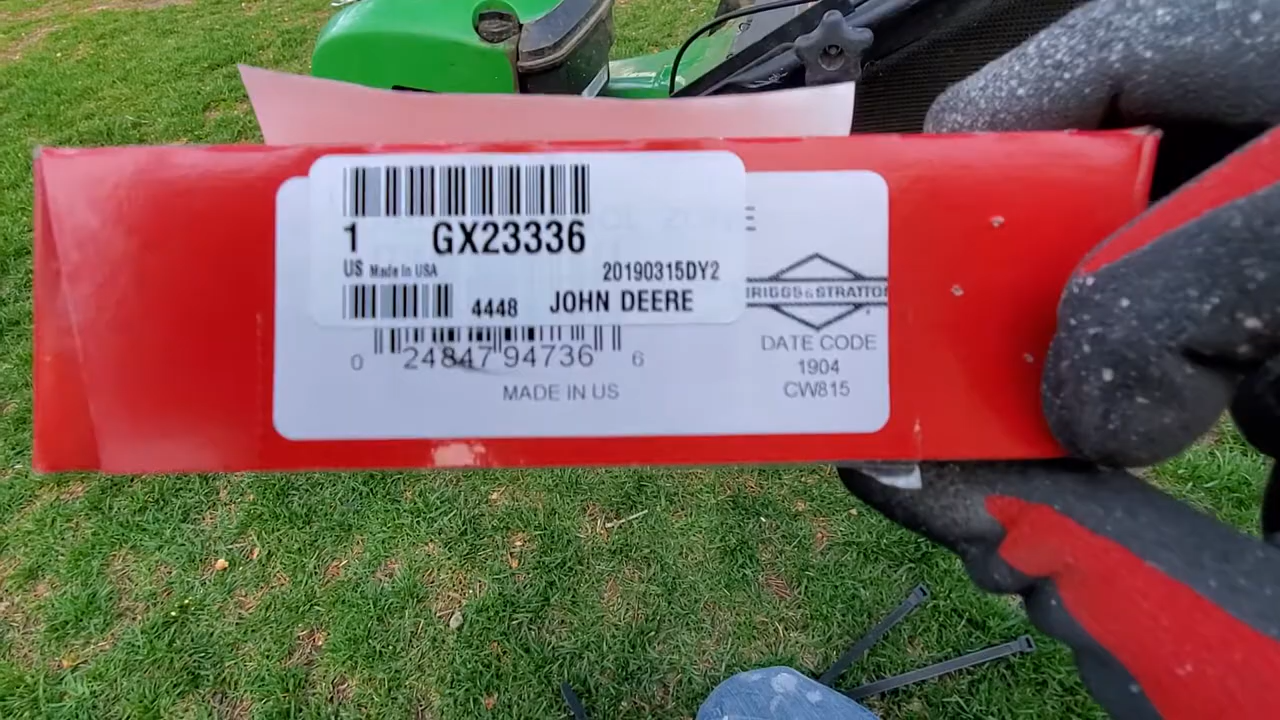 1 GX23336
US Made In USA 20190315DY2
4448 JOHN DEERE
BRIGGS & STRATTON
0 24847 94736 6
DATE CODE
1904
CW815
MADE IN US